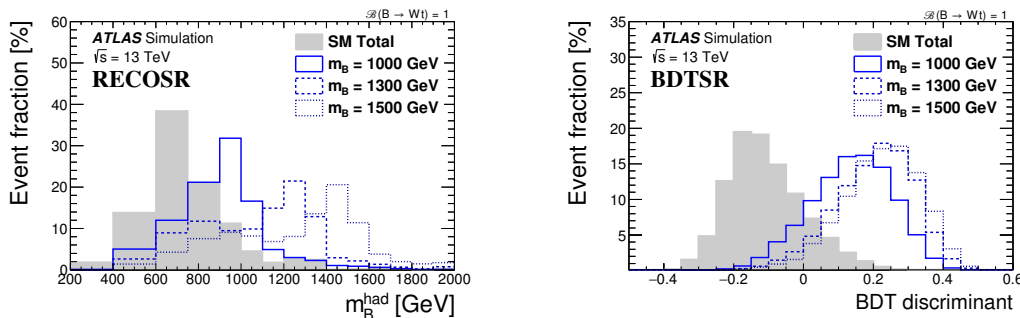 ℬ(B → Wt) = 1
Event fraction [%]
ATLAS Simulation
√s = 13 TeV
RECOSR
SM Total
m_B = 1000 GeV
m_B = 1300 GeV
m_B = 1500 GeV
60
50
40
30
20
10
0
200 400 600 800 1000 1200 1400 1600 1800 2000
m_B^had [GeV]
ℬ(B → Wt) = 1
Event fraction [%]
ATLAS Simulation
√s = 13 TeV
BDTSR
SM Total
m_B = 1000 GeV
m_B = 1300 GeV
m_B = 1500 GeV
35
30
25
20
15
10
5
−0.4 −0.2 0 0.2 0.4 0.6
BDT discriminant